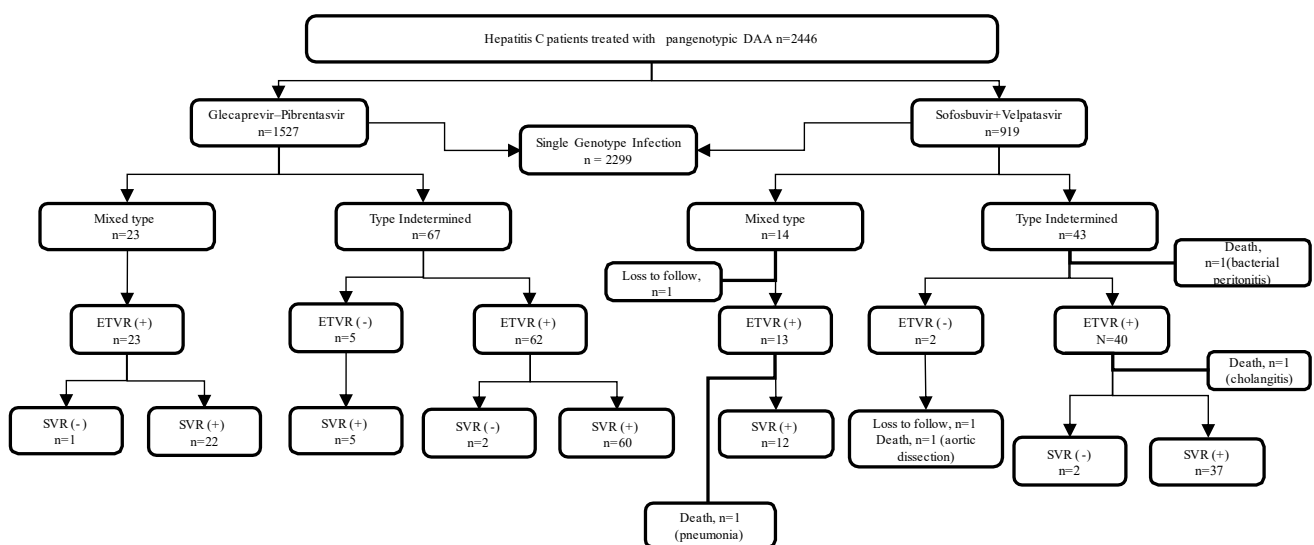 Hepatitis C patients treated with pangenotypic DAA n=2446
Glecaprevir–Pibrentasvir
n=1527
Sofosbuvir+Velpatasvir
n=919
Single Genotype Infection
n = 2299
Mixed type
n=23
Type Indetermined
n=67
Mixed type
n=14
Type Indetermined
n=43
Loss to follow,
n=1
Death,
n=1(bacterial
peritonitis)
ETVR (+)
n=23
ETVR (-)
n=5
ETVR (+)
n=62
ETVR (+)
n=13
ETVR (-)
n=2
ETVR (+)
N=40
Death, n=1
(cholangitis)
SVR (-)
n=1
SVR (+)
n=22
SVR (+)
n=5
SVR (-)
n=2
SVR (+)
n=60
SVR (+)
n=12
Loss to follow, n=1
Death, n=1 (aortic
dissection)
SVR (-)
n=2
SVR (+)
n=37
Death, n=1
(pneumonia)